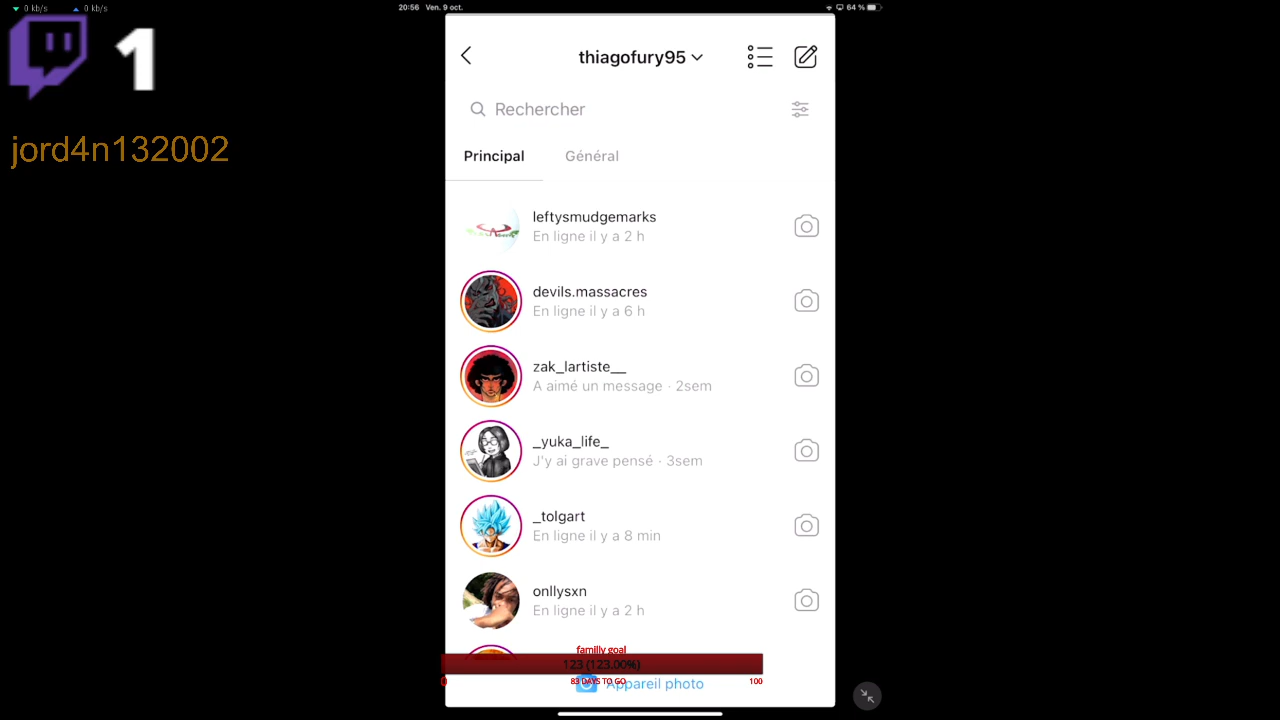 0 kb/s 0 kb/s
20:56 Ven. 9 oct. 64 %
1
thiagofury95
Rechercher
jord4n132002
Principal Général
leftysmudgemarks
En ligne il y a 2 h
devils.massacres
En ligne il y a 6 h
zak_lartiste__
A aimé un message · 2sem
_yuka_life_
J'y ai grave pensé · 3sem
_tolgart
En ligne il y a 8 min
onllysxn
En ligne il y a 2 h
familly goal
123 (123.00%)
0 83 DAYS TO GO 100
Appareil photo